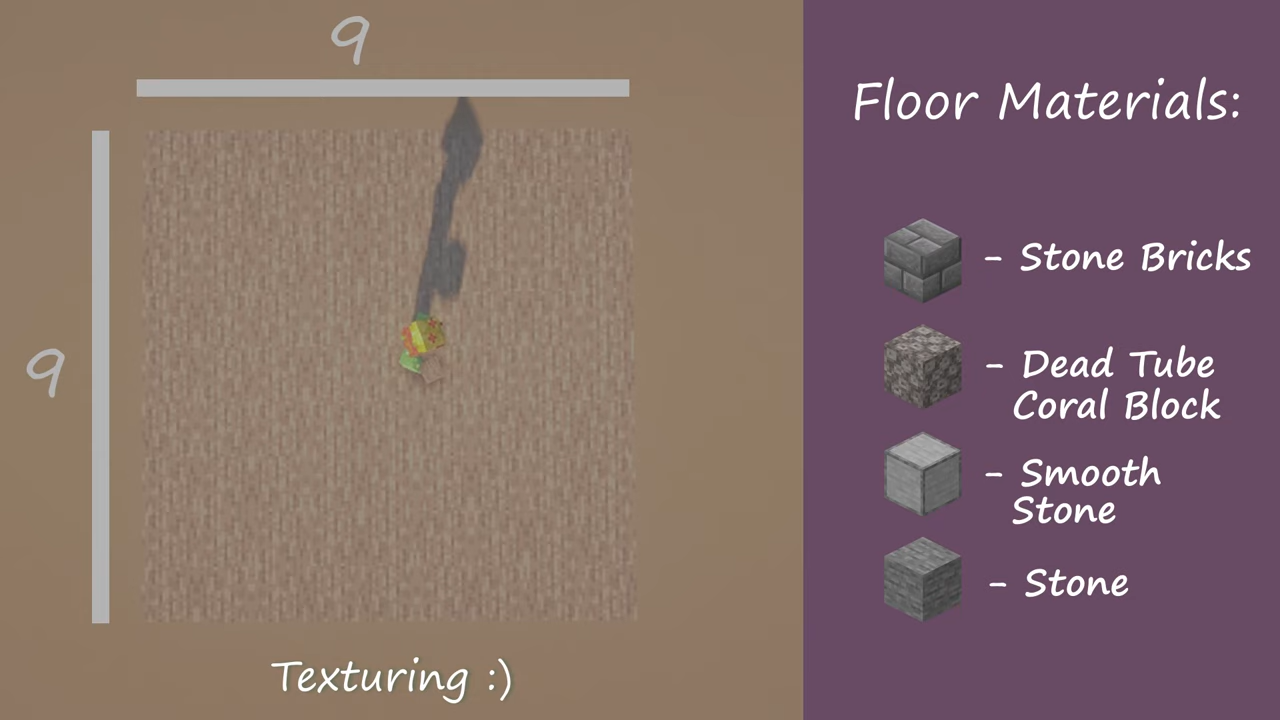 9
9
Texturing :)
Floor Materials:
- Stone Bricks
- Dead Tube
Coral Block
- Smooth
Stone
- Stone